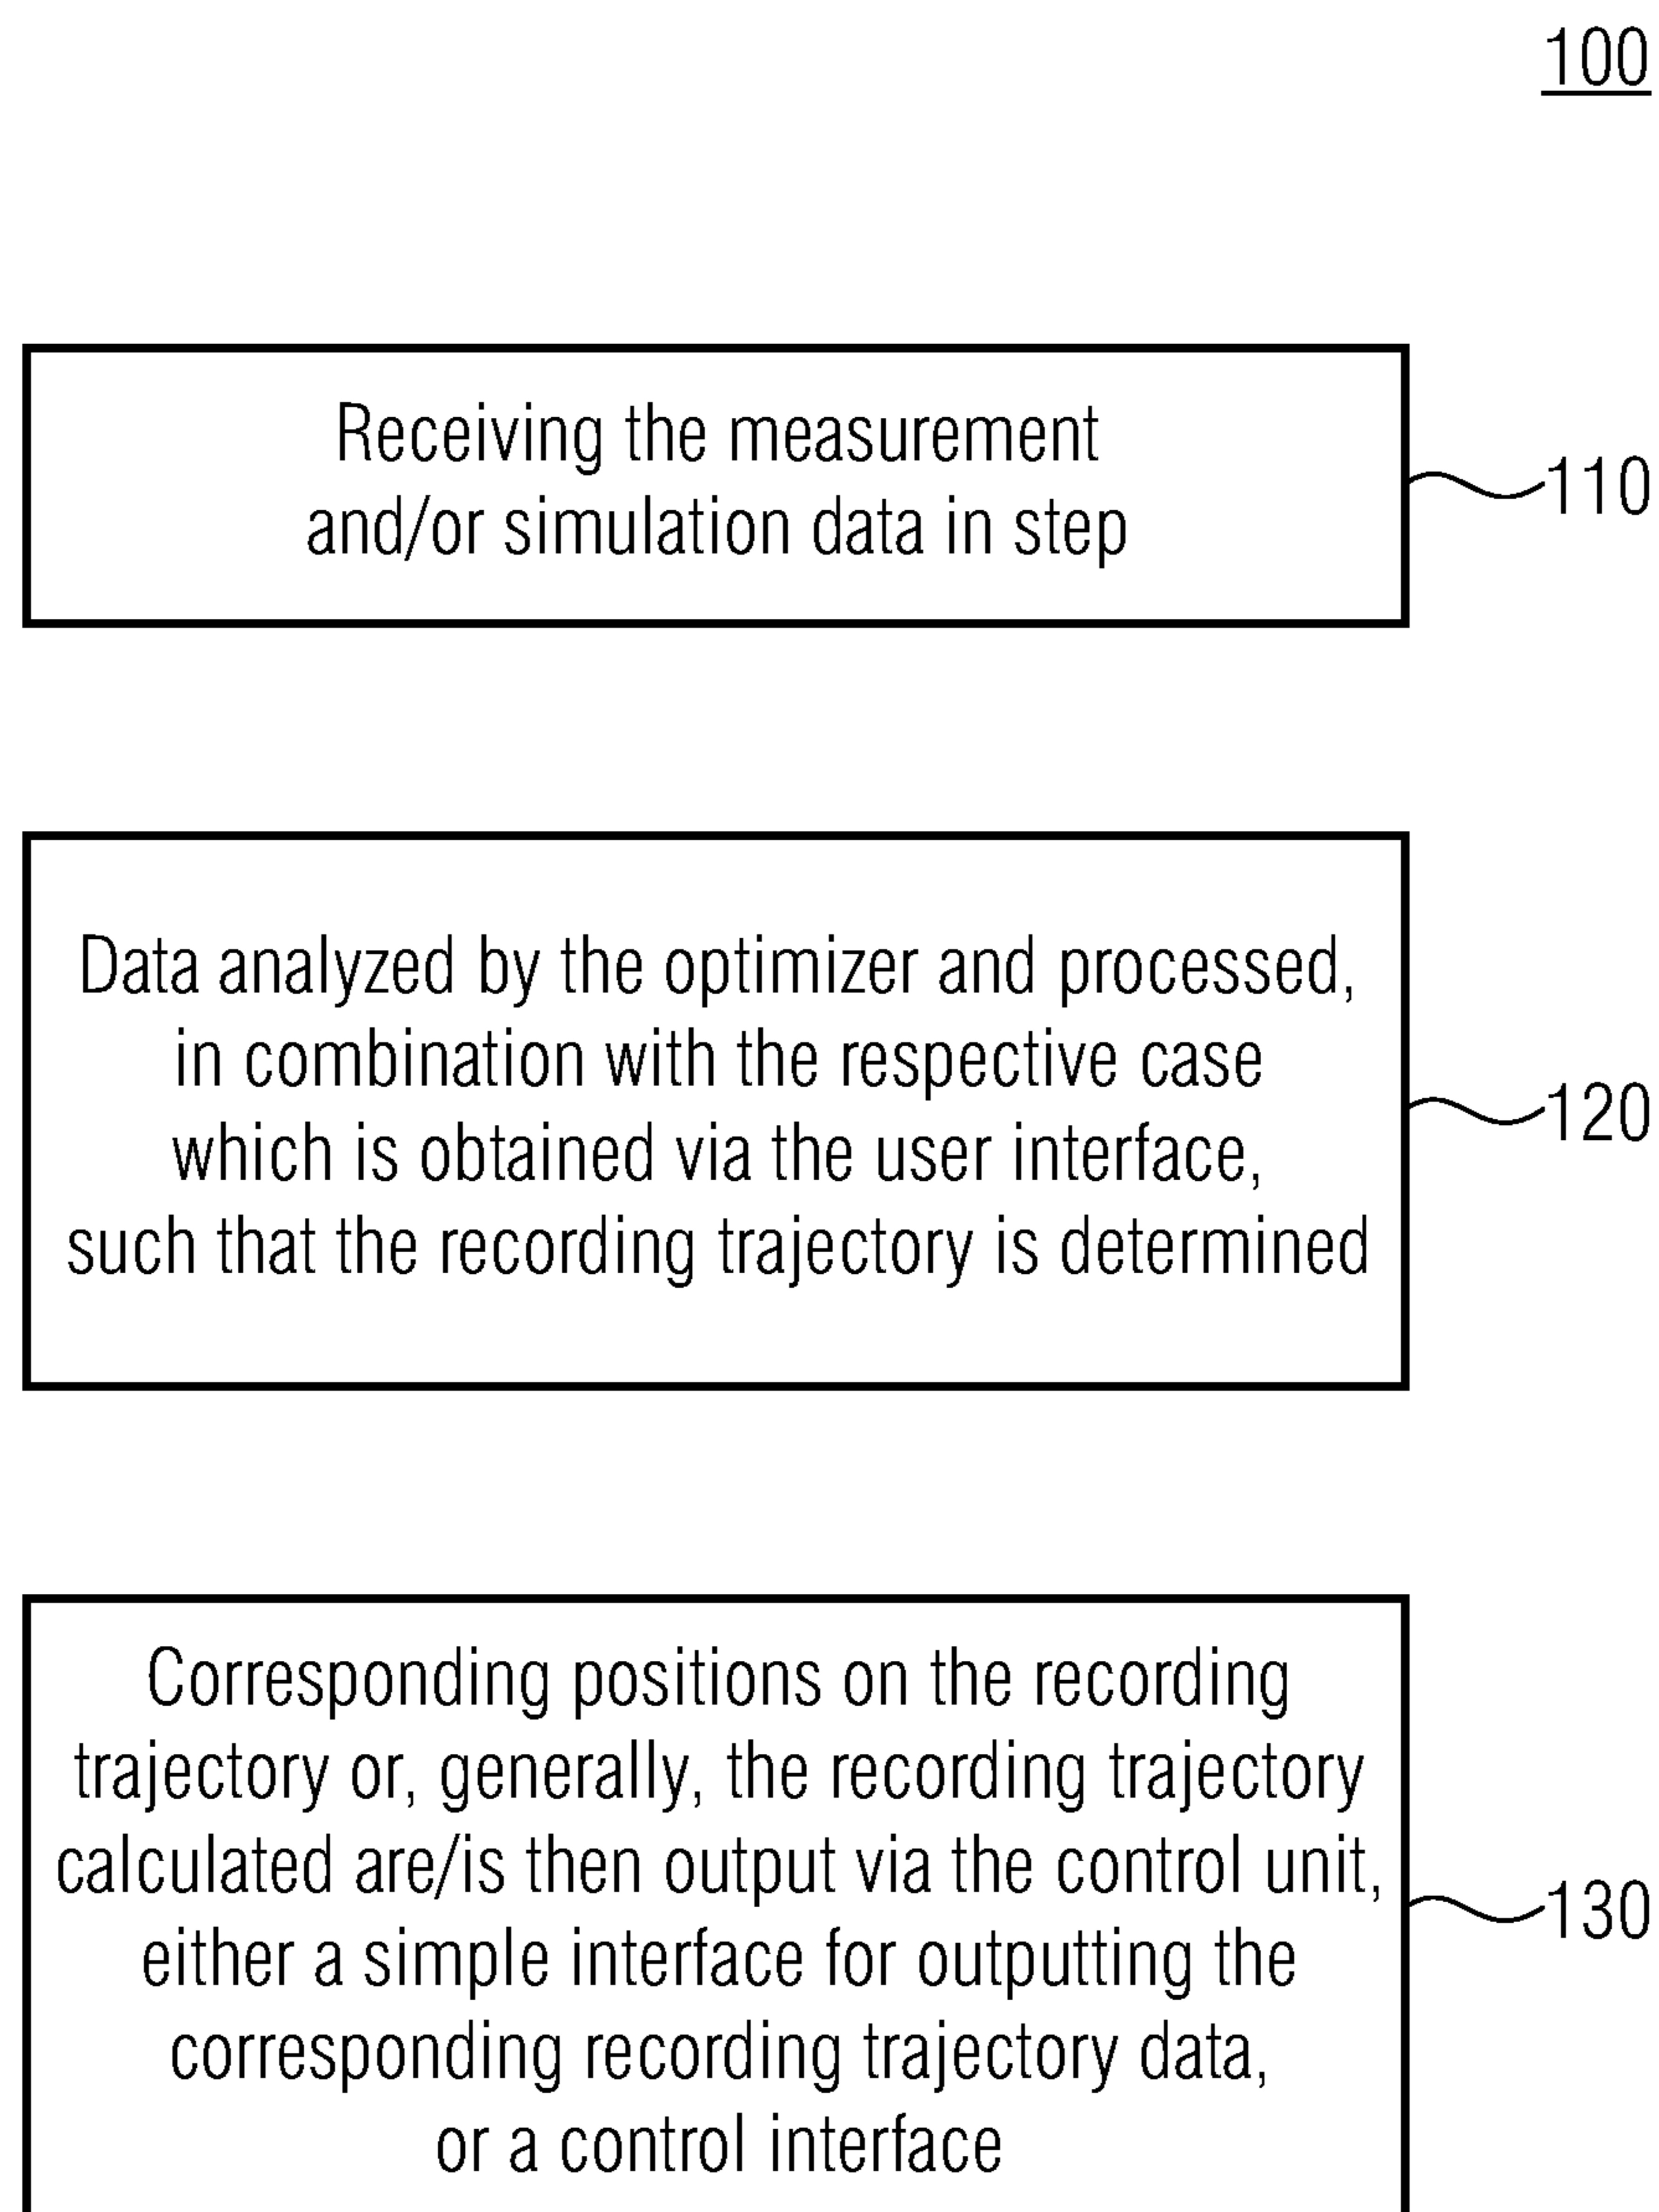 100
Receiving the measurement
and/or simulation data in step
110
Data analyzed by the optimizer and processed,
in combination with the respective case
which is obtained via the user interface,
such that the recording trajectory is determined
120
Corresponding positions on the recording
trajectory or, generally, the recording trajectory
calculated are/is then output via the control unit,
either a simple interface for outputting the
corresponding recording trajectory data,
or a control interface
130